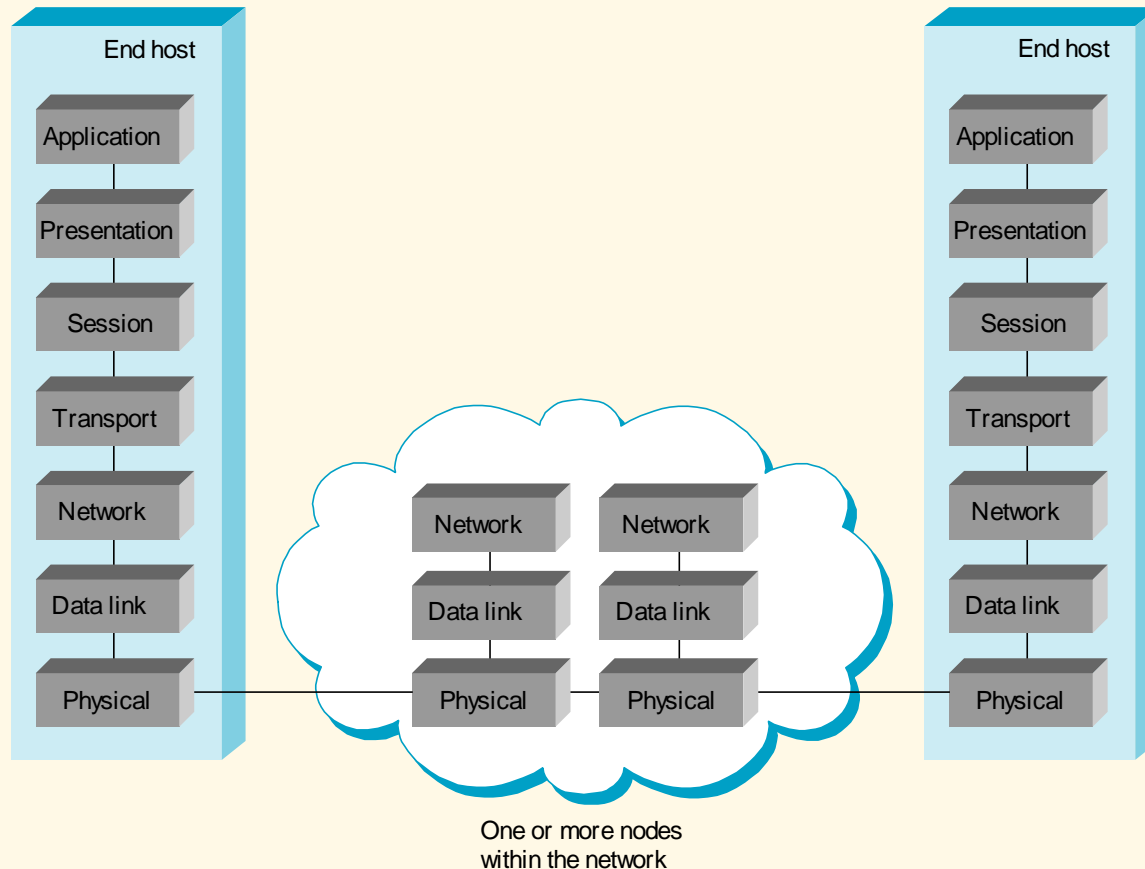 End host
Application
Presentation
Session
Transport
Network
Data link
Physical
Network
Data link
Physical
Network
Data link
Physical
One or more nodes
within the network
End host
Application
Presentation
Session
Transport
Network
Data link
Physical